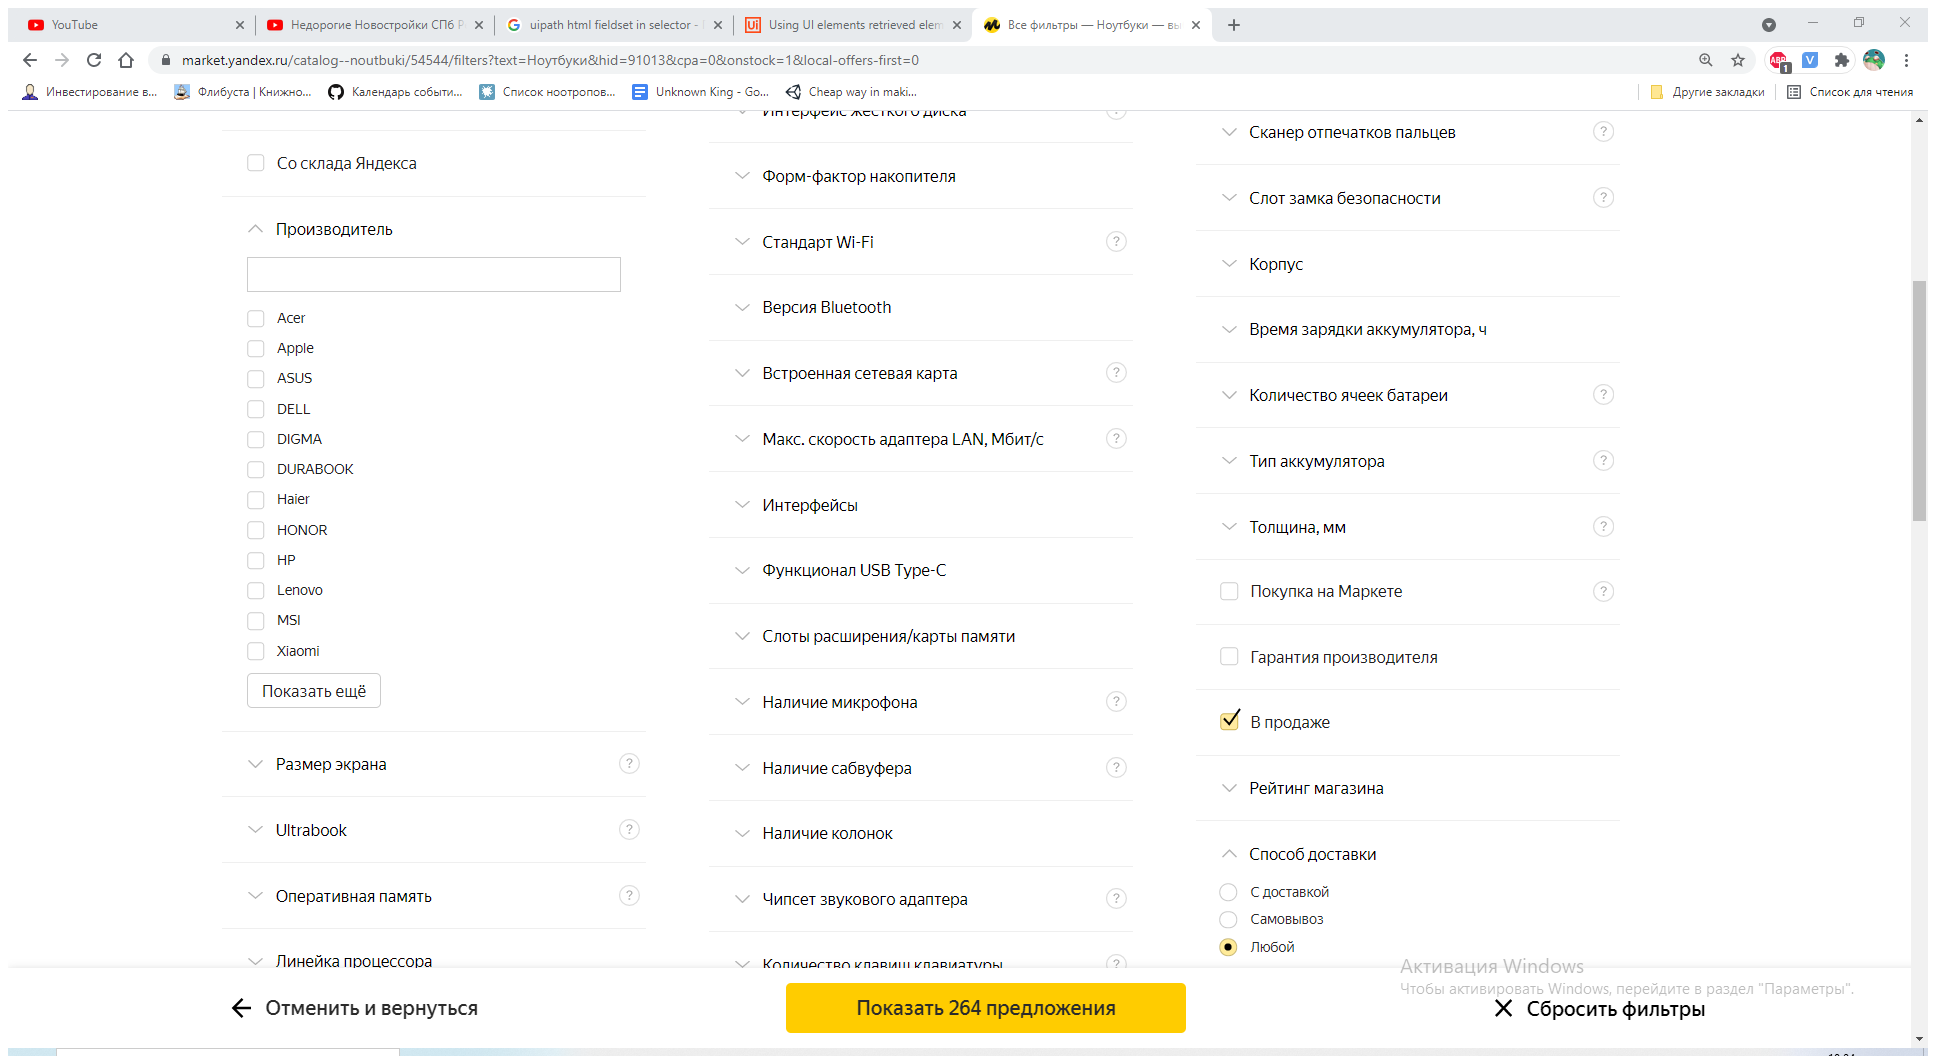 YouTube
Недорогие Новостройки СПб Р
uipath html fieldset in selector -
Using UI elements retrieved elem
Все фильтры — Ноутбуки — вы
market.yandex.ru/catalog--noutbuki/54544/filters?text=Ноутбуки&hid=91013&cpa=0&onstock=1&local-offers-first=0
ABP
1
V
Инвестирование в...
Флибуста | Книжно...
Календарь событи...
Список ноотропов...
Unknown King - Go...
Cheap way in maki...
Другие закладки
Список для чтения
Со склада Яндекса
Производитель
Acer
Apple
ASUS
DELL
DIGMA
DURABOOK
Haier
HONOR
HP
Lenovo
MSI
Xiaomi
Показать ещё
Размер экрана ?
Ultrabook ?
Оперативная память ?
Линейка процессора
Интерфейс жесткого диска ?
Форм-фактор накопителя
Стандарт Wi-Fi ?
Версия Bluetooth
Встроенная сетевая карта ?
Макс. скорость адаптера LAN, Мбит/с ?
Интерфейсы
Функционал USB Type-C
Слоты расширения/карты памяти
Наличие микрофона ?
Наличие сабвуфера ?
Наличие колонок
Чипсет звукового адаптера ?
Количество клавиш клавиатуры ?
Сканер отпечатков пальцев ?
Слот замка безопасности ?
Корпус
Время зарядки аккумулятора, ч
Количество ячеек батареи ?
Тип аккумулятора ?
Толщина, мм ?
Покупка на Маркете ?
Гарантия производителя
В продаже
Рейтинг магазина
Способ доставки
С доставкой
Самовывоз
Любой
Активация Windows
Чтобы активировать Windows, перейдите в раздел "Параметры".
Отменить и вернуться
Показать 264 предложения
Сбросить фильтры